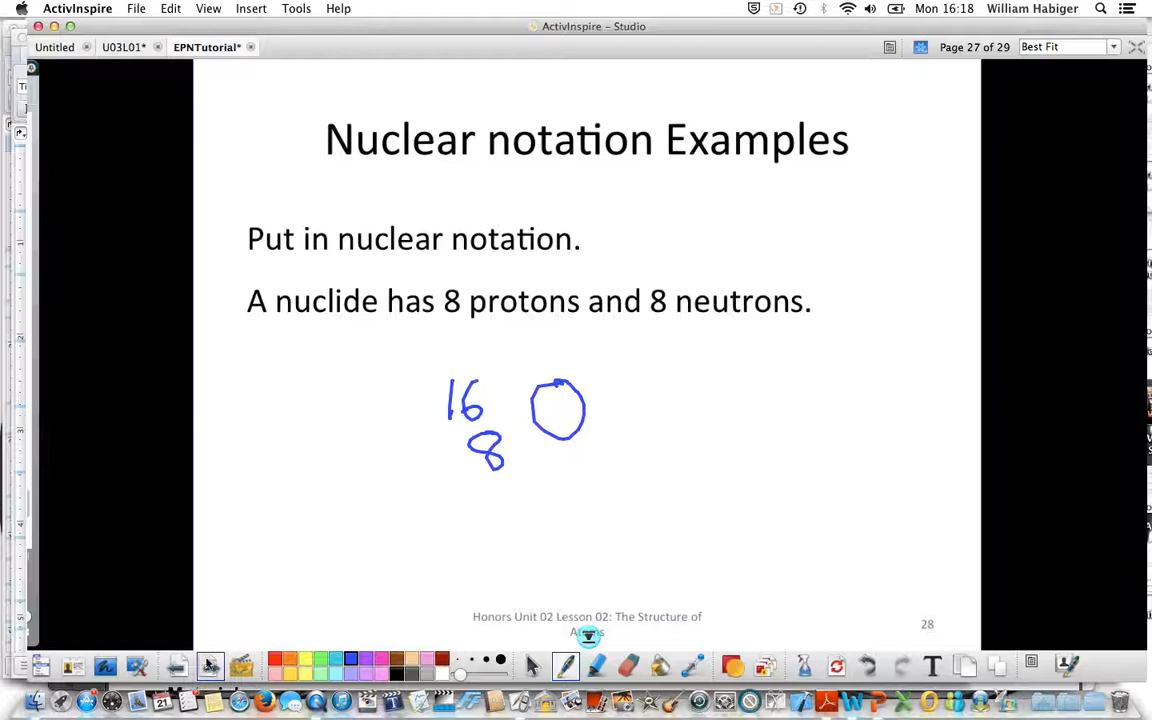 ActivInspire File Edit View Insert Tools Help Mon 16:18 William Habiger
ActivInspire - Studio
Untitled U03L01* EPNTutorial* Page 27 of 29 Best Fit
Nuclear notation Examples
Put in nuclear notation.
A nuclide has 8 protons and 8 neutrons.
16 O
8
Honors Unit 02 Lesson 02: The Structure of
28